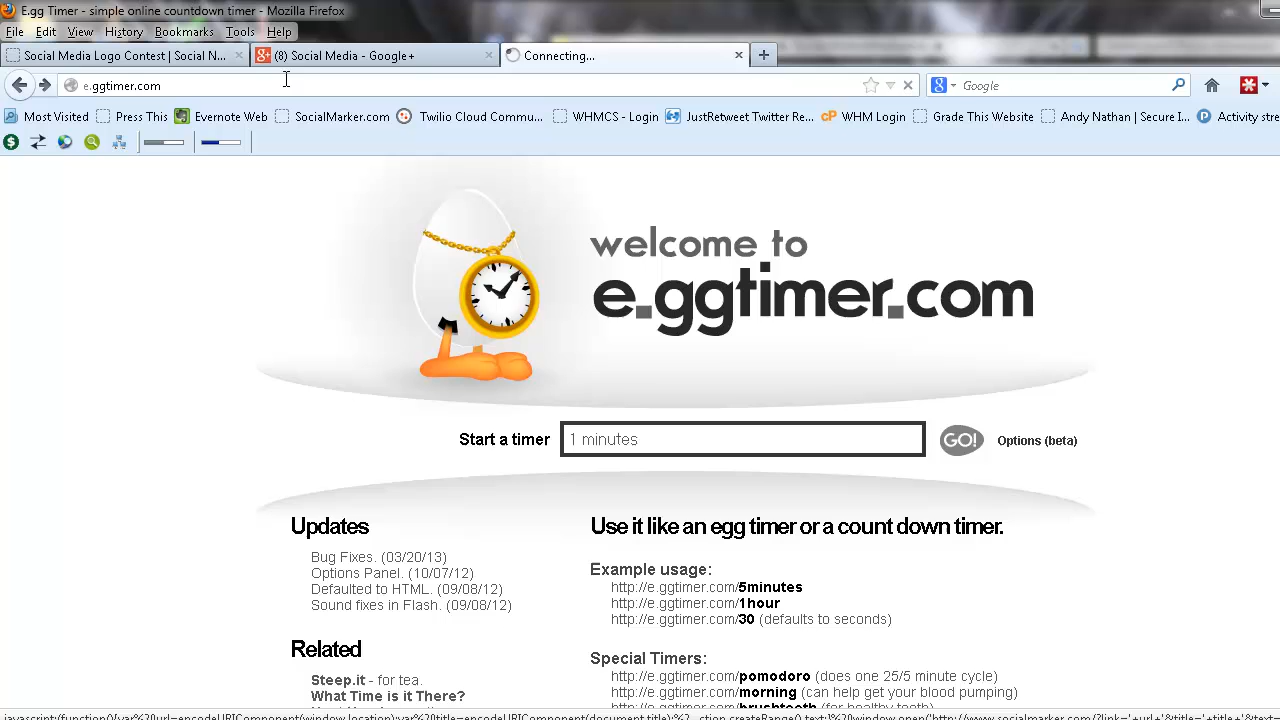 E.gg Timer - simple online countdown timer - Mozilla Firefox
File Edit View History Bookmarks Tools Help
Social Media Logo Contest | Social N... (8) Social Media - Google+ Connecting...
e.ggtimer.com Google
Most Visited Press This Evernote Web SocialMarker.com Twilio Cloud Commu... WHMCS - Login JustRetweet Twitter Re... WHM Login Grade This Website Andy Nathan | Secure I... Activity stre
welcome to
e.ggtimer.com
Start a timer 1 minutes GO! Options (beta)
Updates
Bug Fixes. (03/20/13)
Options Panel. (10/07/12)
Defaulted to HTML. (09/08/12)
Sound fixes in Flash. (09/08/12)
Related
Steep.it - for tea.
What Time is it There?
Use it like an egg timer or a count down timer.
Example usage:
http://e.ggtimer.com/5minutes
http://e.ggtimer.com/1hour
http://e.ggtimer.com/30 (defaults to seconds)
Special Timers:
http://e.ggtimer.com/pomodoro (does one 25/5 minute cycle)
http://e.ggtimer.com/morning (can help get your blood pumping)
http://e.ggtimer.com/brushteeth (for healthy teeth)